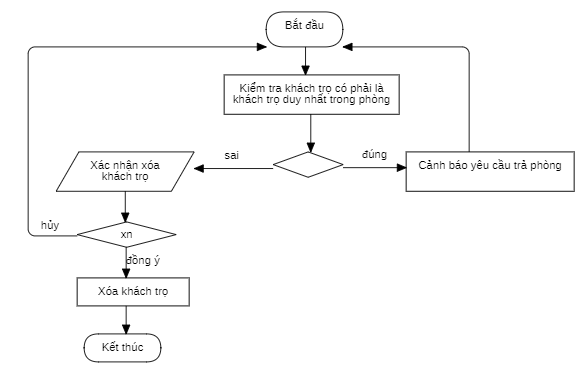 Bắt đầu
Kiểm tra khách trọ có phải là
khách trọ duy nhất trong phòng
sai
đúng
Xác nhận xóa
khách trọ
Cảnh báo yêu cầu trả phòng
hủy
xn
đồng ý
Xóa khách trọ
Kết thúc